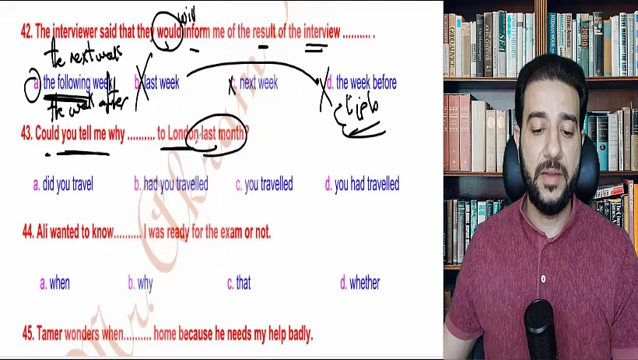 will
42. The interviewer said that they would inform me of the result of the interview .......... .
the next week
a. the following week b. last week c. next week d. the week before
the week after
43. Could you tell me why .......... to London last month?
a. did you travel b. had you travelled c. you travelled d. you had travelled
44. Ali wanted to know.......... I was ready for the exam or not.
a. when b. why c. that d. whether
45. Tamer wonders when.......... home because he needs my help badly.